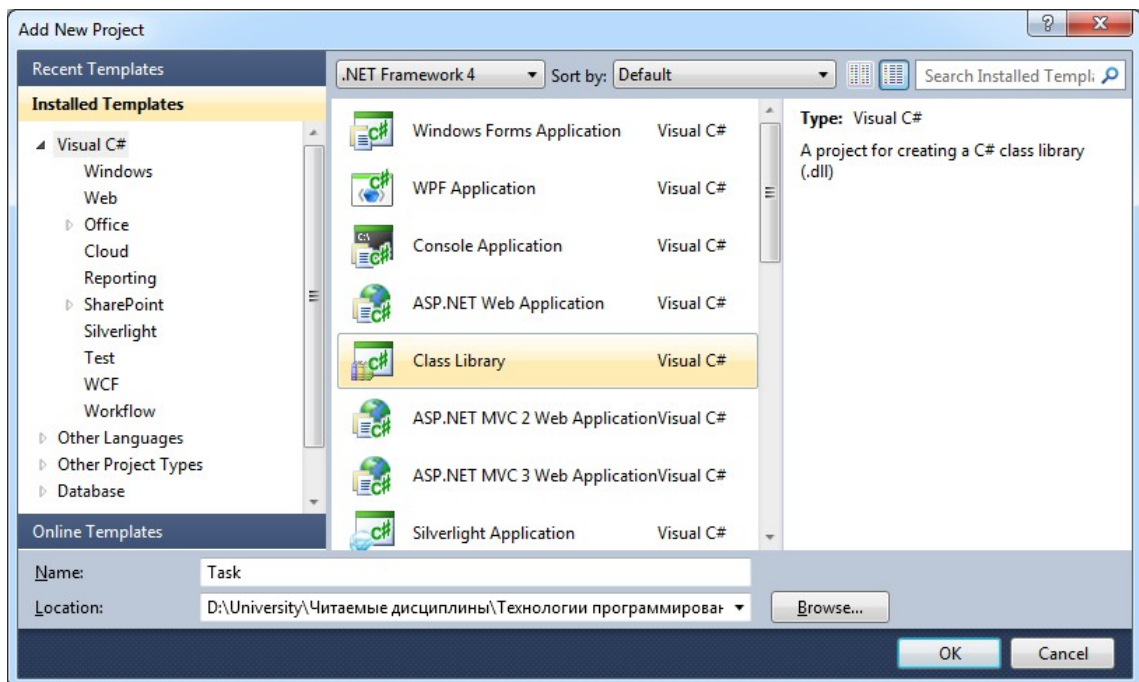 Add New Project
Recent Templates
.NET Framework 4
Sort by: Default
Search Installed Templ
Installed Templates
Visual C#
Windows
Web
Office
Cloud
Reporting
SharePoint
Silverlight
Test
WCF
Workflow
Other Languages
Other Project Types
Database
Online Templates
Windows Forms Application Visual C#
WPF Application Visual C#
Console Application Visual C#
ASP.NET Web Application Visual C#
Class Library Visual C#
ASP.NET MVC 2 Web Application Visual C#
ASP.NET MVC 3 Web Application Visual C#
Silverlight Application Visual C#
Type: Visual C#
A project for creating a C# class library
(.dll)
Name: Task
Location: D:\University\Читаемые дисциплины\Технологии программирован
Browse...
OK Cancel